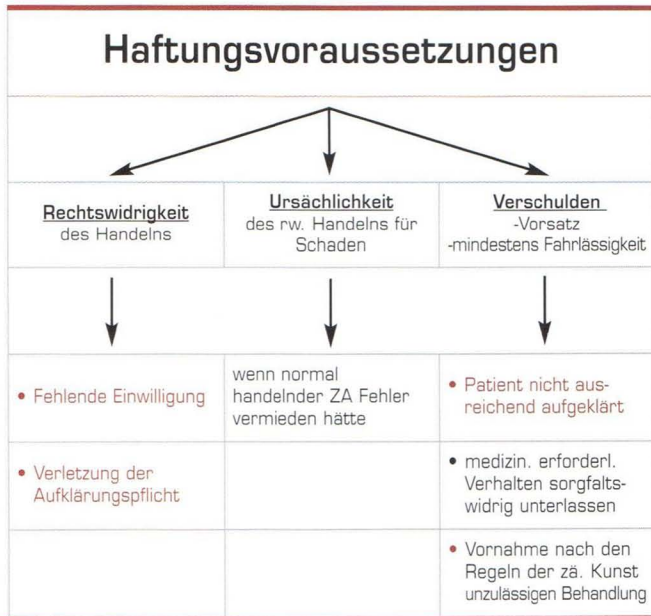 Haftungsvoraussetzungen
Rechtswidrigkeit
des Handelns
Ursächlichkeit
des rw. Handelns für
Schaden
Verschulden
-Vorsatz
-mindestens Fahrlässigkeit
• Fehlende Einwilligung
• Verletzung der
Aufklärungspflicht
wenn normal
handelnder ZA Fehler
vermieden hätte
• Patient nicht aus-
reichend aufgeklärt
• medizin. erforderl.
Verhalten sorgfalts-
widrig unterlassen
• Vornahme nach den
Regeln der zä. Kunst
unzulässigen Behandlung